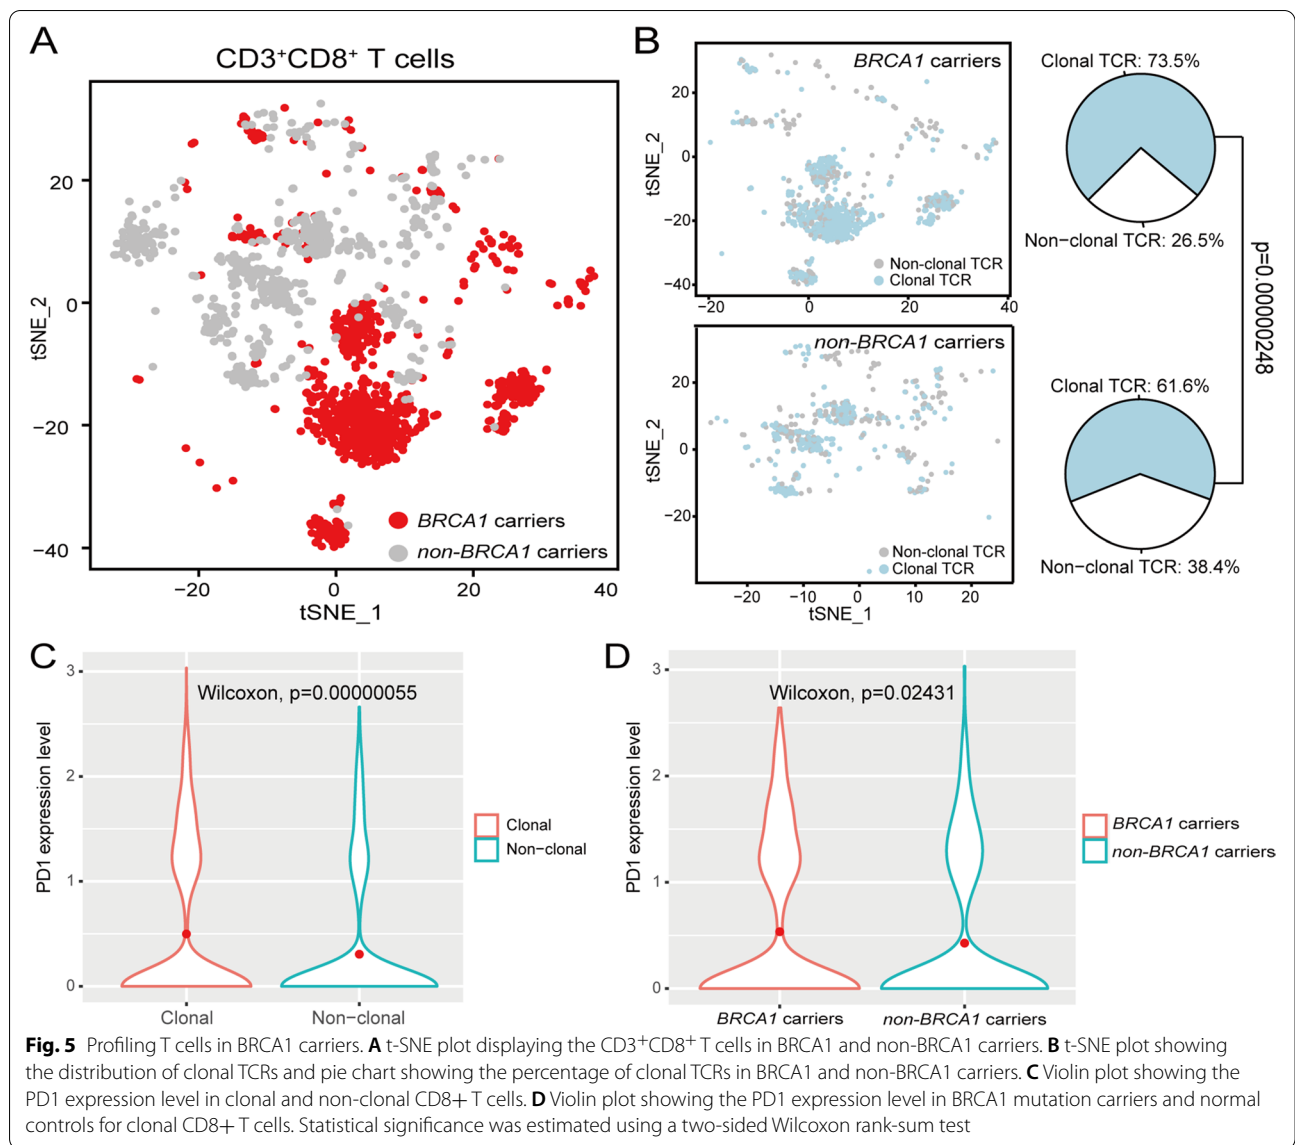 A
CD3⁺CD8⁺ T cells
tSNE_2
20
0
−20
−40
−20
0
20
40
tSNE_1
BRCA1 carriers
non-BRCA1 carriers
B
BRCA1 carriers
tSNE_2
20
0
−20
−40
−20
0
20
40
Non−clonal TCR
Clonal TCR
non-BRCA1 carriers
tSNE_2
20
0
−20
−20
−10
0
10
20
tSNE_1
Non−clonal TCR
Clonal TCR
Clonal TCR: 73.5%
Non−clonal TCR: 26.5%
p=0.00000248
Clonal TCR: 61.6%
Non−clonal TCR: 38.4%
C
PD1 expression level
3
2
1
0
Wilcoxon, p=0.00000055
Clonal
Non−clonal
Clonal
Non−clonal
D
PD1 expression level
3
2
1
0
Wilcoxon, p=0.02431
BRCA1 carriers
non-BRCA1 carriers
BRCA1 carriers
non-BRCA1 carriers
Fig. 5 Profiling T cells in BRCA1 carriers. A t-SNE plot displaying the CD3⁺CD8⁺ T cells in BRCA1 and non-BRCA1 carriers. B t-SNE plot showing
the distribution of clonal TCRs and pie chart showing the percentage of clonal TCRs in BRCA1 and non-BRCA1 carriers. C Violin plot showing the
PD1 expression level in clonal and non-clonal CD8+ T cells. D Violin plot showing the PD1 expression level in BRCA1 mutation carriers and normal
controls for clonal CD8+ T cells. Statistical significance was estimated using a two-sided Wilcoxon rank-sum test